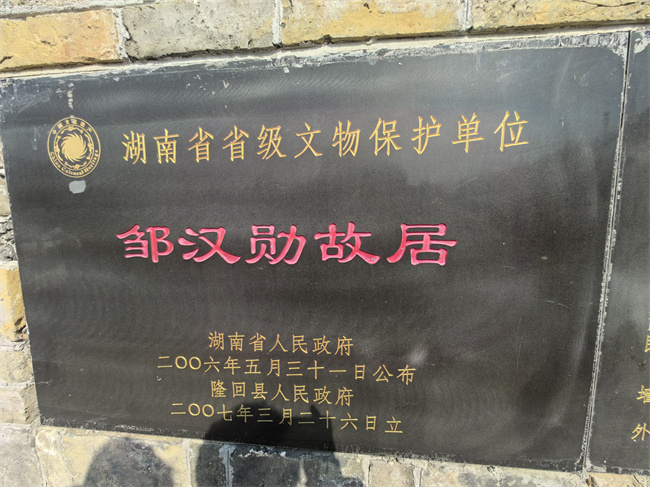 湖南省省级文物保护单位
邹汉勋故居
湖南省人民政府
二〇〇六年五月三十一日公布
隆回县人民政府
二〇〇七年三月二十六日立